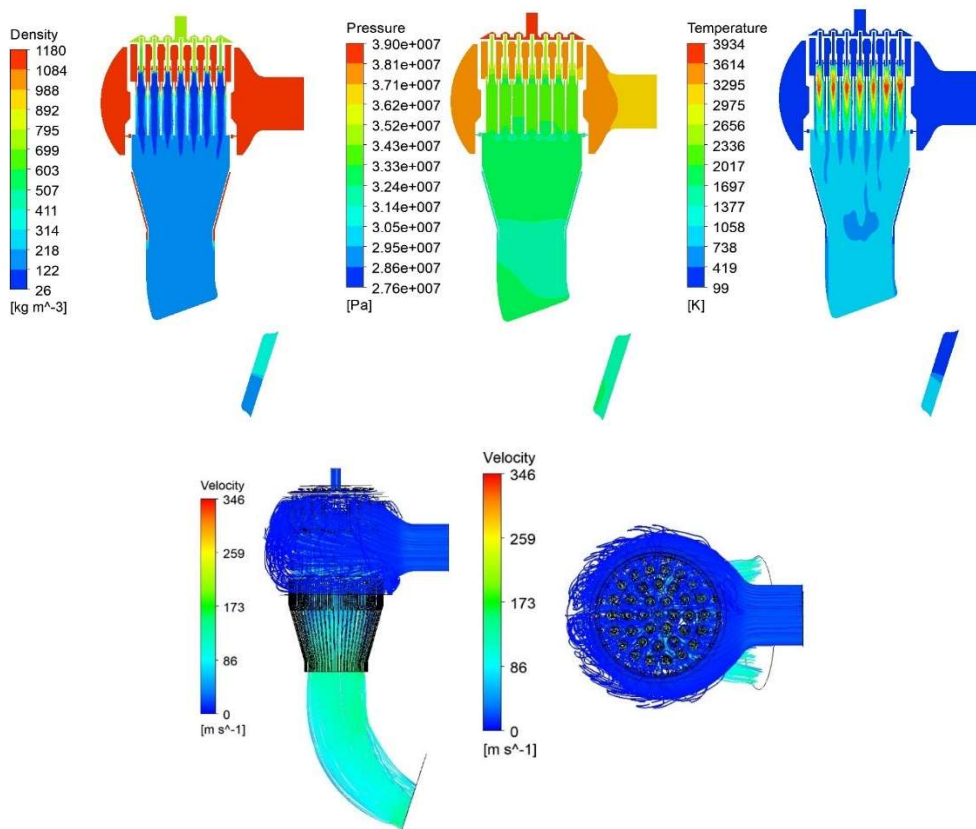 Density
1180
1084
988
892
795
699
603
507
411
314
218
122
26
[kg m^-3]
Pressure
3.90e+007
3.81e+007
3.71e+007
3.62e+007
3.52e+007
3.43e+007
3.33e+007
3.24e+007
3.14e+007
3.05e+007
2.95e+007
2.86e+007
2.76e+007
[Pa]
Temperature
3934
3614
3295
2975
2656
2336
2017
1697
1377
1058
738
419
99
[K]
Velocity
346
259
173
86
0
[m s^-1]
Velocity
346
259
173
86
0
[m s^-1]